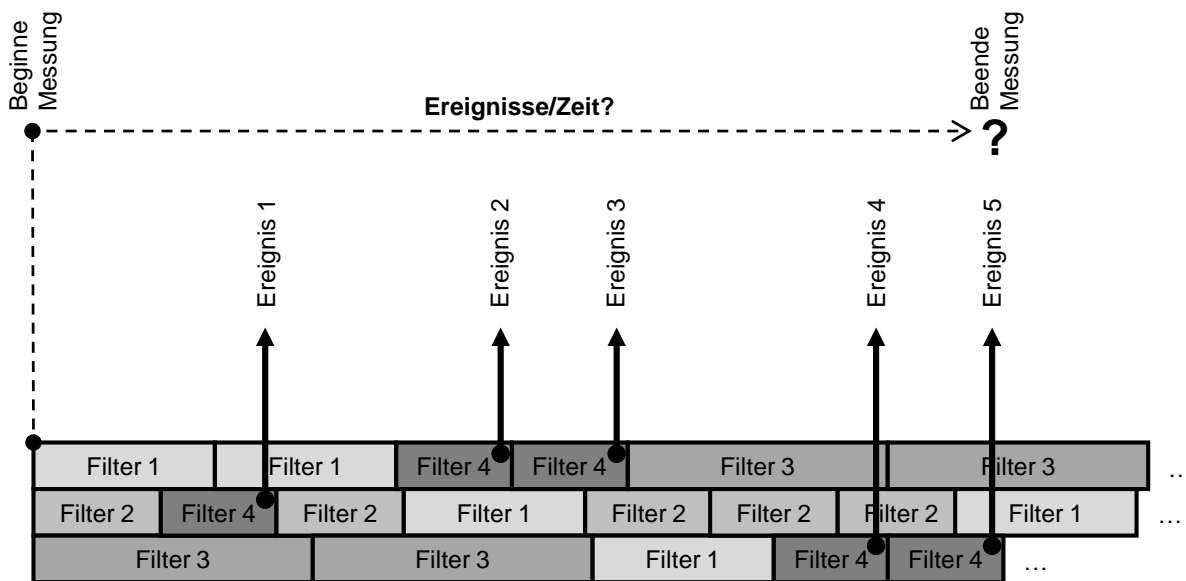 Beginne
Messung
Ereignisse/Zeit?
Beende
Messung
?
Ereignis 1
Ereignis 2
Ereignis 3
Ereignis 4
Ereignis 5
Filter 1 Filter 1 Filter 4 Filter 4 Filter 3 Filter 3 ...
Filter 2 Filter 4 Filter 2 Filter 1 Filter 2 Filter 2 Filter 2 Filter 1 ...
Filter 3 Filter 3 Filter 1 Filter 4 Filter 4 ...